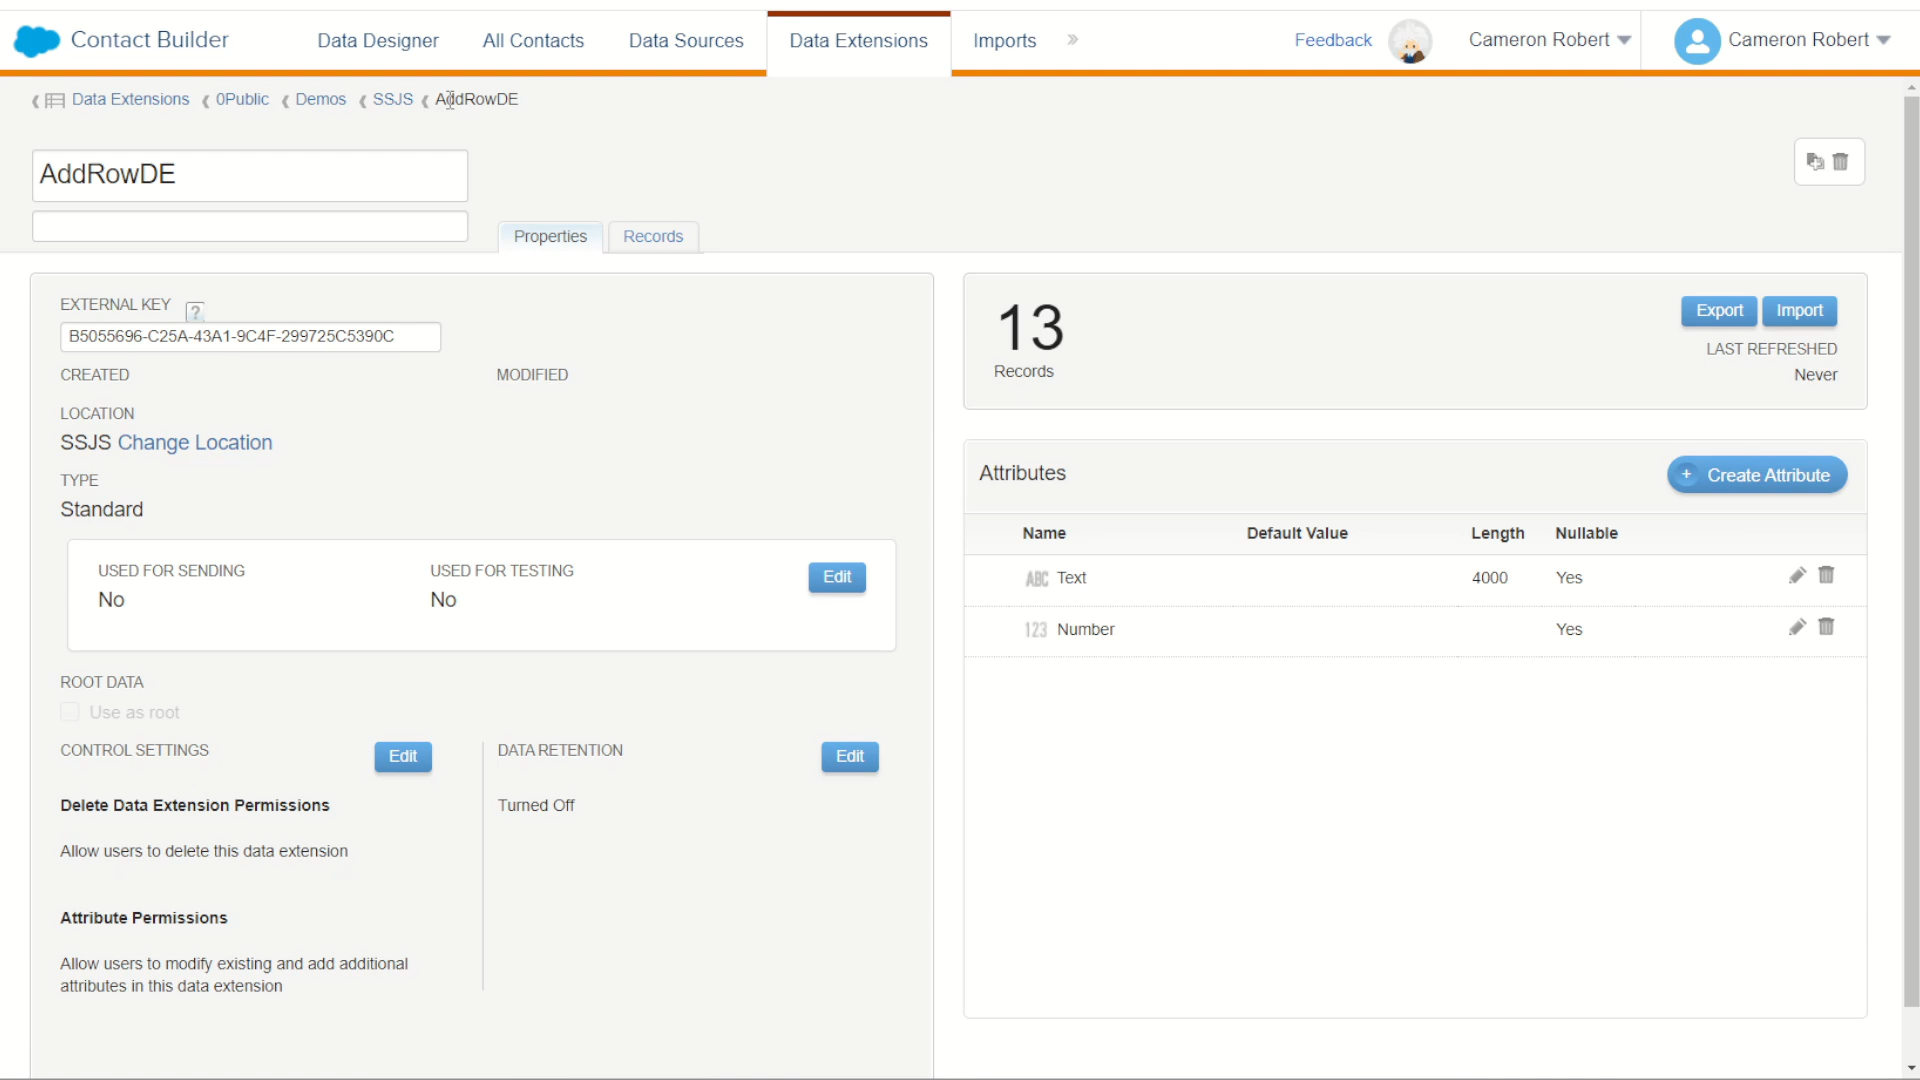 Contact Builder
Data Designer
All Contacts
Data Sources
Data Extensions
Imports
»
Feedback
Cameron Robert
Cameron Robert
Data Extensions
0Public
Demos
SSJS
AddRowDE
AddRowDE
Properties
Records
EXTERNAL KEY
?
B5055696-C25A-43A1-9C4F-299725C5390C
CREATED
MODIFIED
LOCATION
SSJS Change Location
TYPE
Standard
USED FOR SENDING
No
USED FOR TESTING
No
Edit
ROOT DATA
Use as root
CONTROL SETTINGS
Edit
Delete Data Extension Permissions
Allow users to delete this data extension
Attribute Permissions
Allow users to modify existing and add additional
attributes in this data extension
DATA RETENTION
Edit
Turned Off
13
Records
Export
Import
LAST REFRESHED
Never
Attributes
+ Create Attribute
Name Default Value Length Nullable
ABC Text 4000 Yes
123 Number Yes